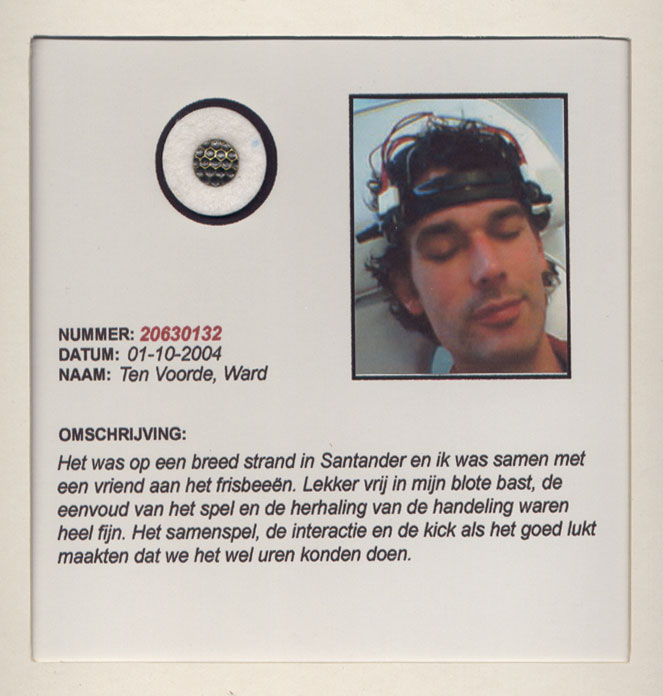 NUMMER: 20630132
DATUM: 01-10-2004
NAAM: Ten Voorde, Ward
OMSCHRIJVING:
Het was op een breed strand in Santander en ik was samen met
een vriend aan het frisbeeën. Lekker vrij in mijn blote bast, de
eenvoud van het spel en de herhaling van de handeling waren
heel fijn. Het samenspel, de interactie en de kick als het goed lukt
maakten dat we het wel uren konden doen.